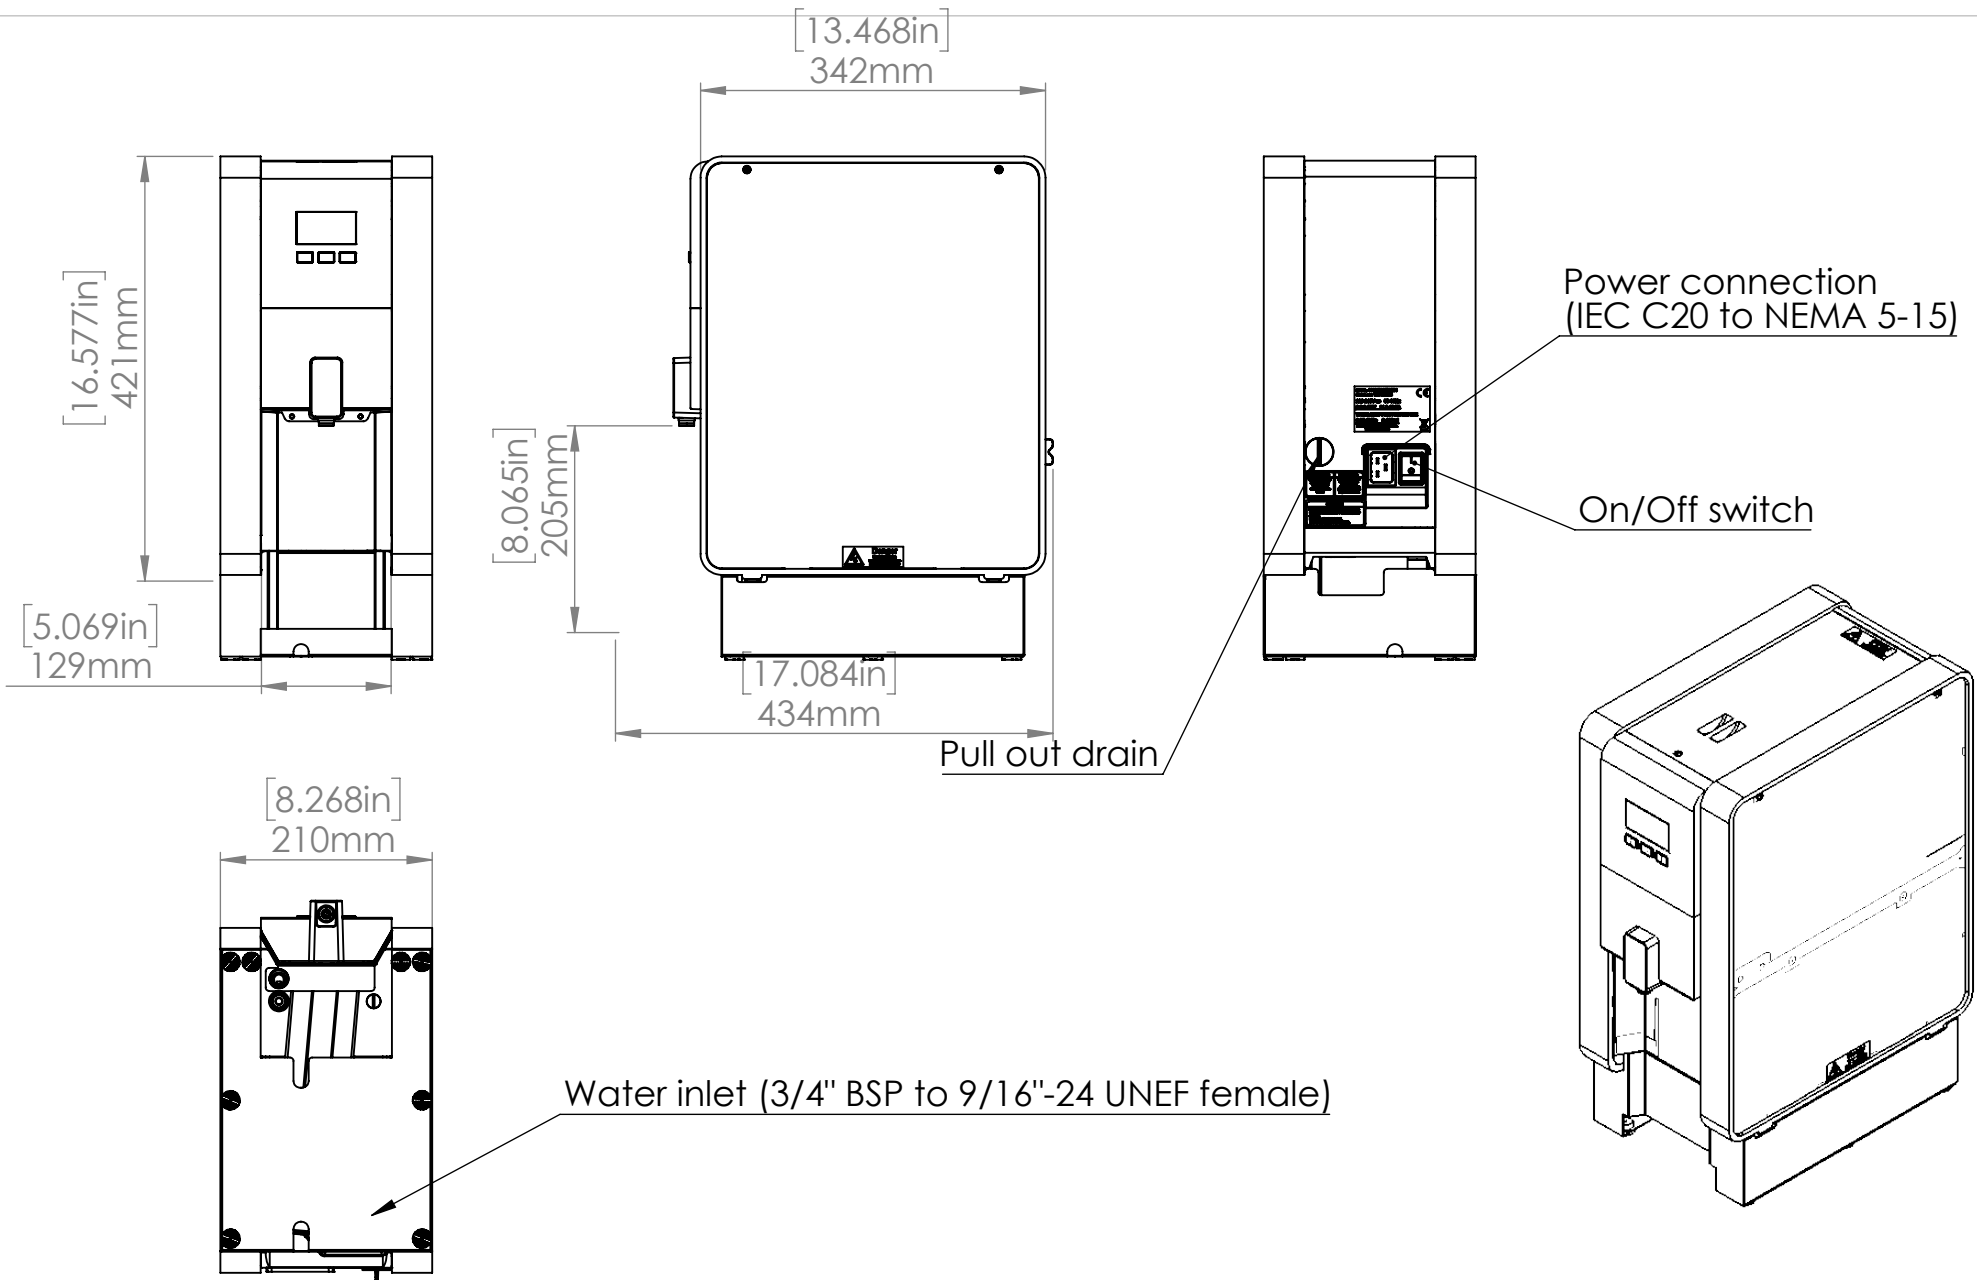 [13.468in]
342mm
[16.577in]
421mm
[8.065in]
205mm
Power connection
(IEC C20 to NEMA 5-15)
On/Off switch
[5.069in]
129mm
[17.084in]
434mm
Pull out drain
[8.268in]
210mm
Water inlet (3/4" BSP to 9/16"-24 UNEF female)
CE